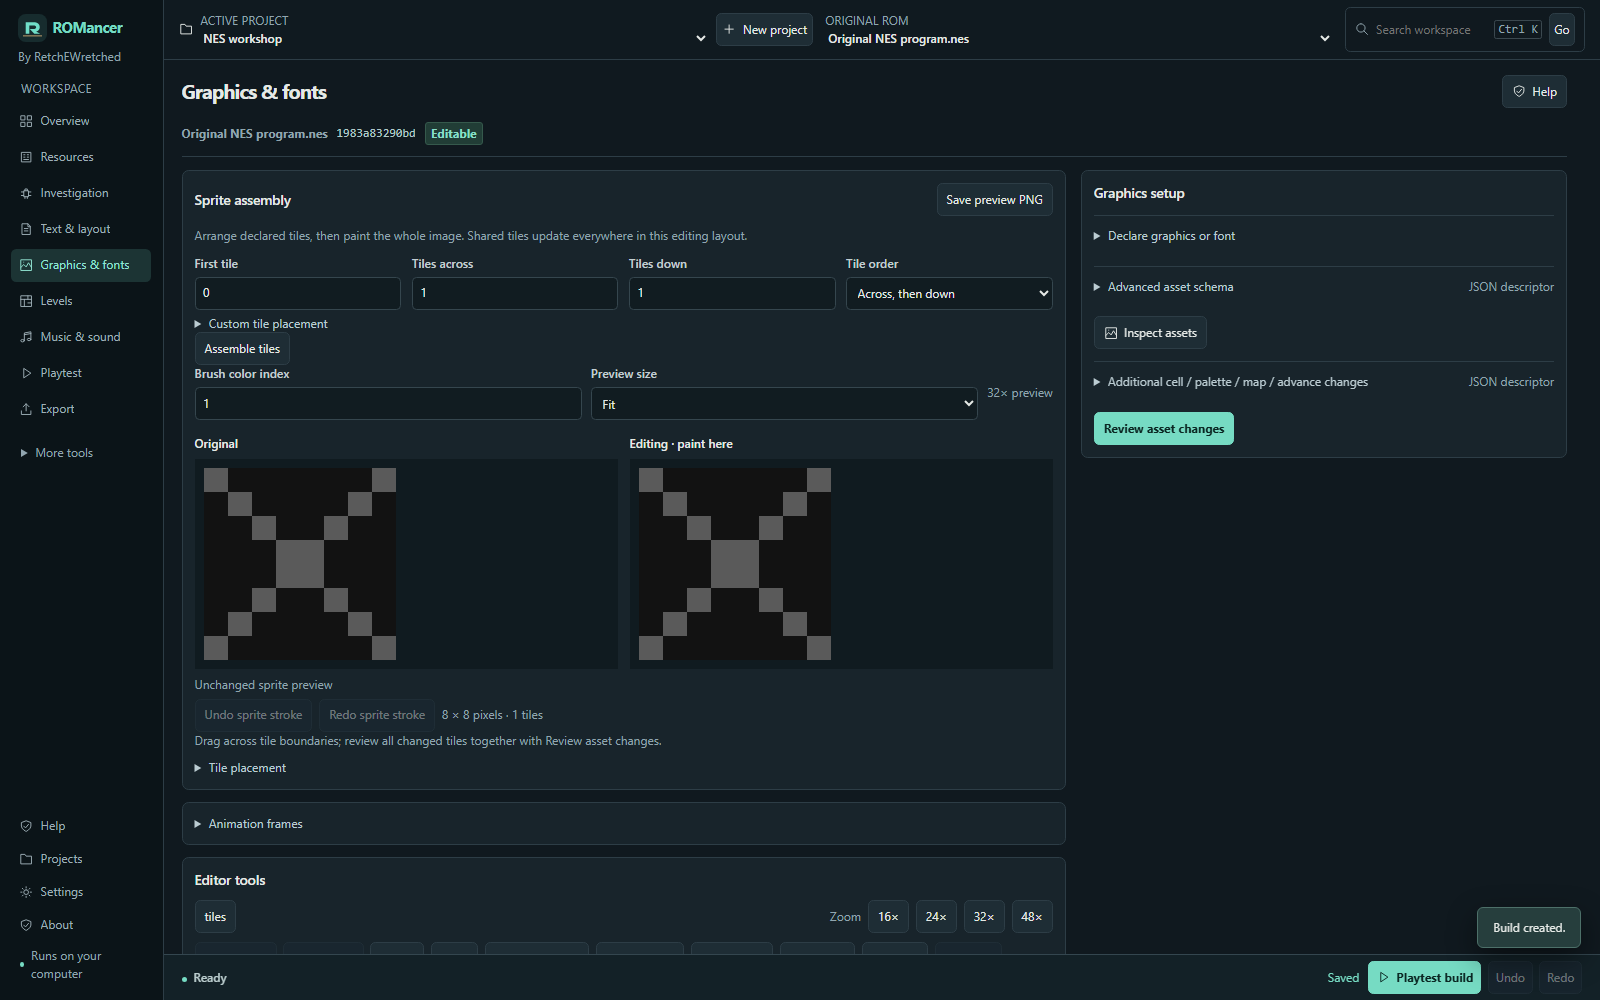 ROMancer
By RetchEWretched
WORKSPACE
Overview
Resources
Investigation
Text & layout
Graphics & fonts
Levels
Music & sound
Playtest
Export
More tools
Help
Projects
Settings
About
Runs on your
computer
ACTIVE PROJECT
NES workshop
New project
ORIGINAL ROM
Original NES program.nes
Search workspace
Ctrl K
Go
Graphics & fonts
Help
Original NES program.nes 1983a83290bd Editable
Sprite assembly
Save preview PNG
Arrange declared tiles, then paint the whole image. Shared tiles update everywhere in this editing layout.
First tile
Tiles across
Tiles down
Tile order
0
1
1
Across, then down
Custom tile placement
Assemble tiles
Brush color index
Preview size
1
Fit
32× preview
Original
Editing · paint here
Unchanged sprite preview
Undo sprite stroke
Redo sprite stroke
8 × 8 pixels · 1 tiles
Drag across tile boundaries; review all changed tiles together with Review asset changes.
Tile placement
Animation frames
Editor tools
tiles
Zoom
16×
24×
32×
48×
Graphics setup
Declare graphics or font
Advanced asset schema
JSON descriptor
Inspect assets
Additional cell / palette / map / advance changes
JSON descriptor
Review asset changes
Build created.
Ready
Saved
Playtest build
Undo
Redo